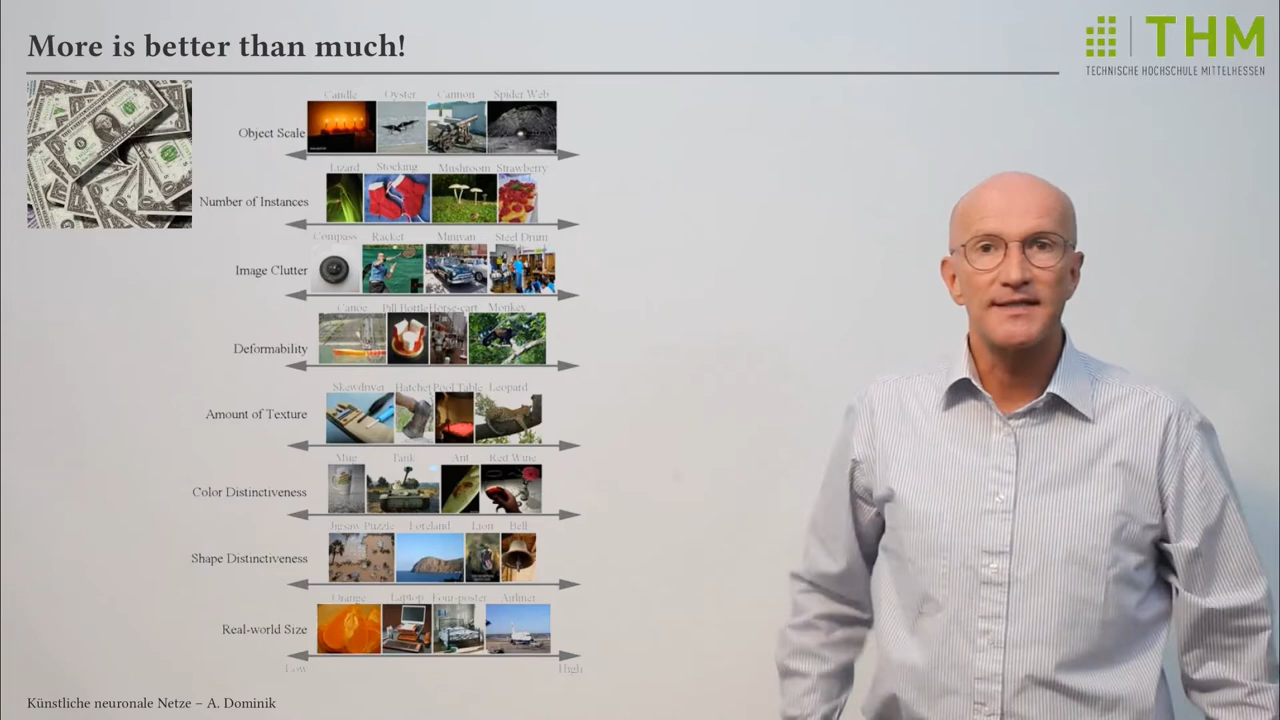 More is better than much!
THM
TECHNISCHE HOCHSCHULE MITTELHESSEN
Candle Oyster Cannon Spider Web
Object Scale
Lizard Stocking Mushroom Strawberry
Number of Instances
Compass Racket Minivan Steel Drum
Image Clutter
Canoe Pill Bottle Horse-cart Monkey
Deformability
Skewdriver Hatchet Pool Table Leopard
Amount of Texture
Mug Tank Ant Red Wine
Color Distinctiveness
Jigsaw Puzzle Foreland Lion Bell
Shape Distinctiveness
Orange Laptop Four-poster Airliner
Real-world Size
Low High
Künstliche neuronale Netze – A. Dominik